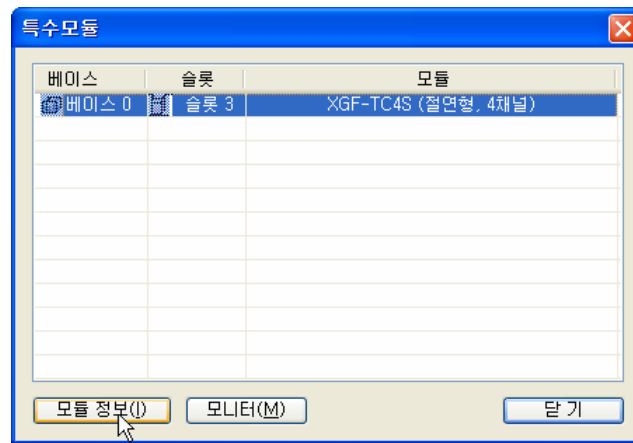 특수모듈
베이스 슬롯 모듈
베이스 0 슬롯 3 XGF-TC4S (절연형, 4채널)
모듈 정보(I) 모니터(M) 닫 기